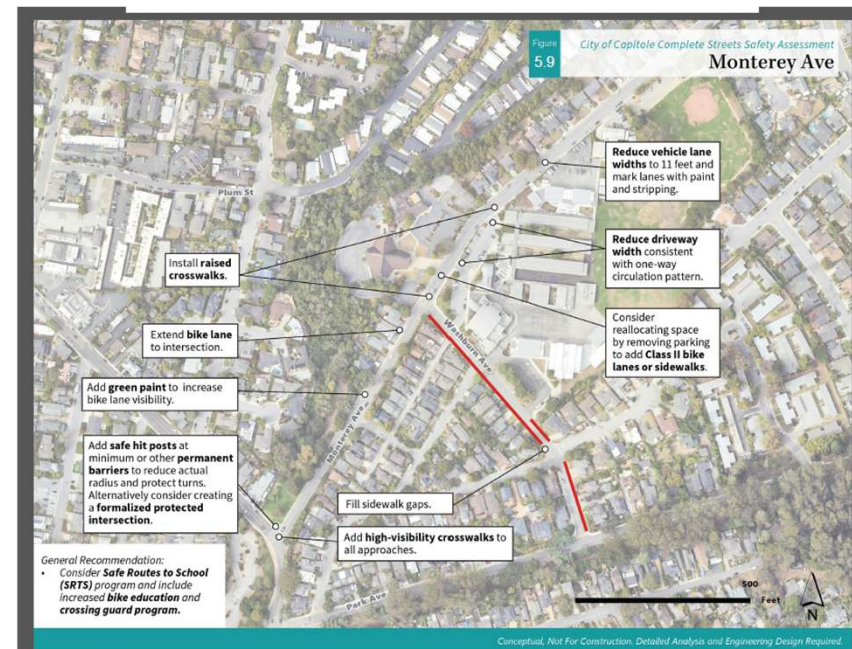 Figure
5.9
City of Capitole Complete Streets Safety Assessment
Monterey Ave
Reduce vehicle lane
widths to 11 feet and
mark lanes with paint
and stripping.
Plum St
Install raised
crosswalks.
Reduce driveway
width consistent
with one-way
circulation pattern.
Extend bike lane
to intersection.
Washburn Ave
Consider
reallocating space
by removing parking
to add Class II bike
lanes or sidewalks.
Add green paint to increase
bike lane visibility.
Monterey Ave
Add safe hit posts at
minimum or other permanent
barriers to reduce actual
radius and protect turns.
Alternatively consider creating
a formalized protected
intersection.
Fill sidewalk gaps.
Add high-visibility crosswalks to
all approaches.
General Recommendation:
• Consider Safe Routes to School
(SRTS) program and include
increased bike education and
crossing guard program.
Park Ave
500
Feet
N
Conceptual, Not For Construction. Detailed Analysis and Engineering Design Required.